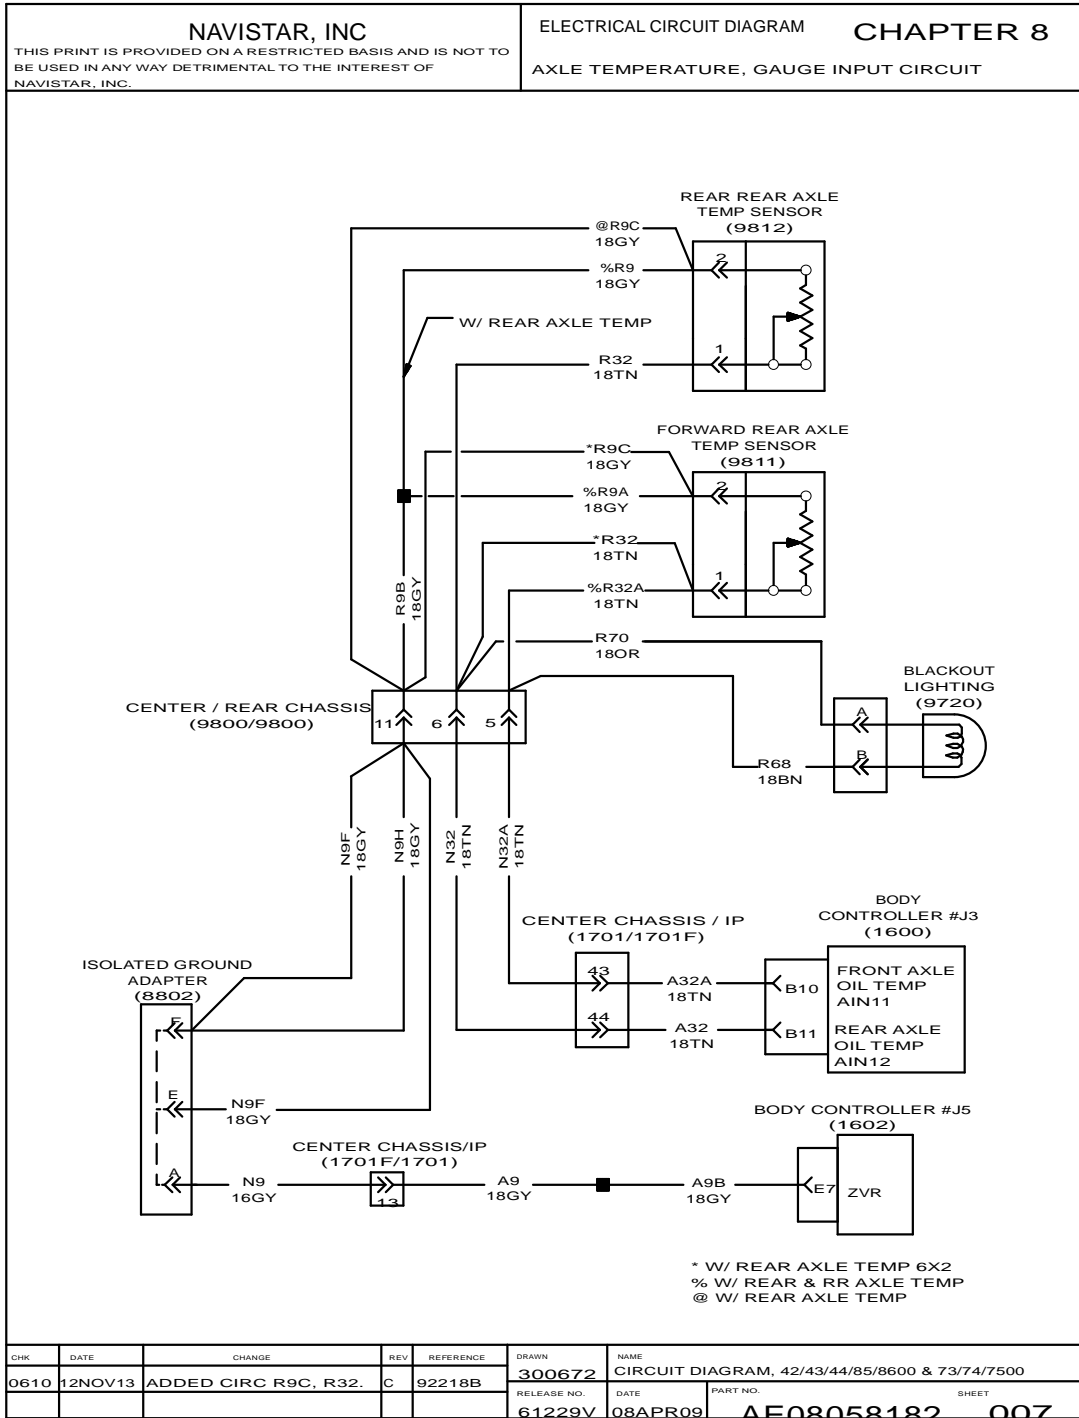 NAVISTAR, INC
THIS PRINT IS PROVIDED ON A RESTRICTED BASIS AND IS NOT TO
BE USED IN ANY WAY DETRIMENTAL TO THE INTEREST OF
NAVISTAR, INC.
ELECTRICAL CIRCUIT DIAGRAM
CHAPTER 8
AXLE TEMPERATURE, GAUGE INPUT CIRCUIT
REAR REAR AXLE
TEMP SENSOR
(9812)
@R9C
18GY
2
%R9
18GY
W/ REAR AXLE TEMP
1
R32
18TN
FORWARD REAR AXLE
TEMP SENSOR
(9811)
*R9C
18GY
2
%R9A
18GY
*R32
18TN
1
%R32A
18TN
R9B
18GY
R70
18OR
BLACKOUT
LIGHTING
(9720)
CENTER / REAR CHASSIS
(9800/9800)
11
6
5
A
B
R68
18BN
N9F
18GY
N9H
18GY
N32
18TN
N32A
18TN
CENTER CHASSIS / IP
(1701/1701F)
BODY
CONTROLLER #J3
(1600)
43
A32A
18TN
B10
FRONT AXLE
OIL TEMP
AIN11
44
A32
18TN
B11
REAR AXLE
OIL TEMP
AIN12
ISOLATED GROUND
ADAPTER
(8802)
F
E
N9F
18GY
A
N9
16GY
CENTER CHASSIS/IP
(1701F/1701)
13
A9
18GY
A9B
18GY
BODY CONTROLLER #J5
(1602)
E7
ZVR
* W/ REAR AXLE TEMP 6X2
% W/ REAR & RR AXLE TEMP
@ W/ REAR AXLE TEMP
CHK
DATE
CHANGE
REV
REFERENCE
0610
12NOV13
ADDED CIRC R9C, R32.
C
92218B
DRAWN
300672
NAME
CIRCUIT DIAGRAM, 42/43/44/85/8600 & 73/74/7500
RELEASE NO.
61229V
DATE
08APR09
PART NO.
AE08058182
SHEET
007